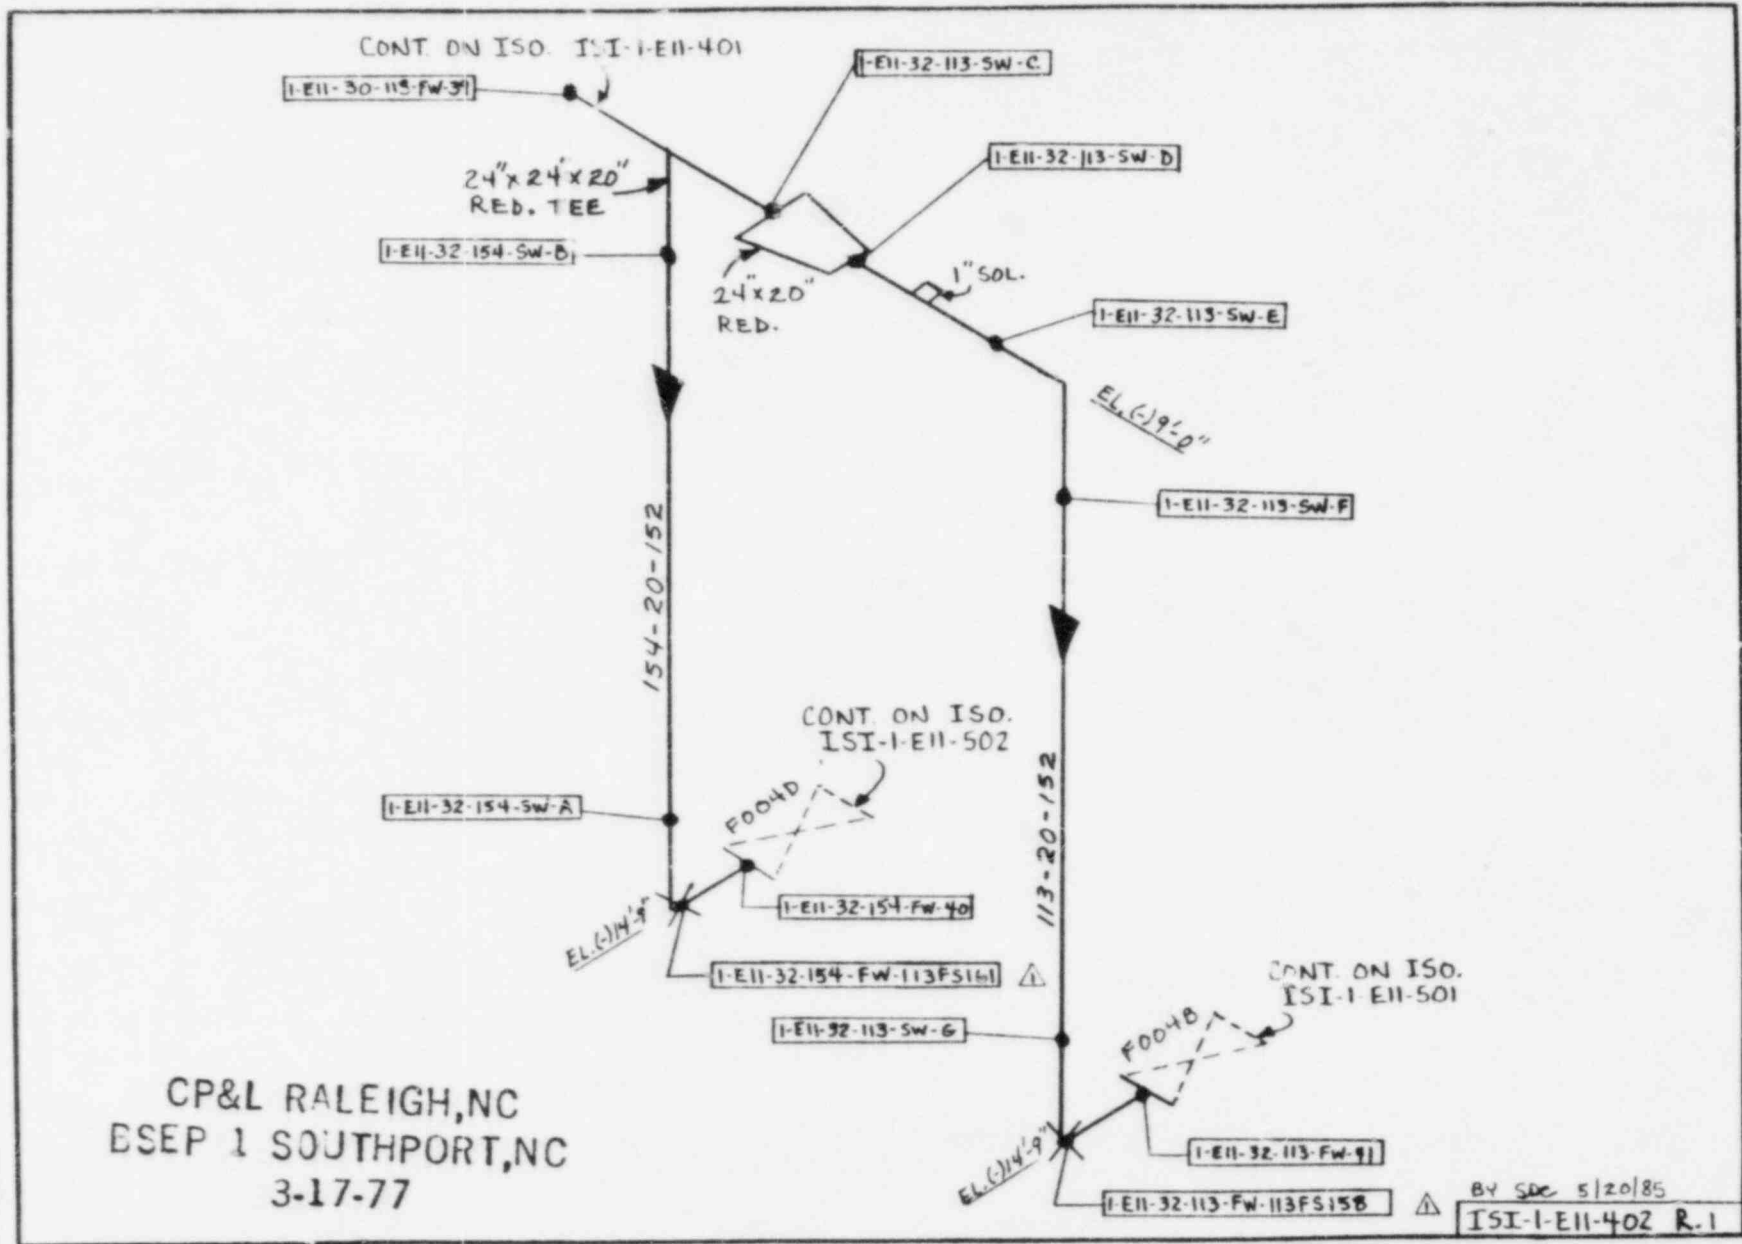 CONT. ON ISO. ISI-1-E11-401
1-E11-30-113-FW-39
1-E11-32-113-SW-C
1-E11-32-113-SW-D
24"x24"x20"
RED. TEE
1-E11-32-154-SW-B
24"x20"
RED.
1" SOL.
1-E11-32-113-SW-E
EL. (-) 9'-0"
1-E11-32-113-SW-F
154-20-152
CONT. ON ISO.
ISI-1-E11-502
F004D
1-E11-32-154-SW-A
113-20-152
1-E11-32-154-FW-40
EL. (-) 14'-9"
1-E11-32-154-FW-113FS161
1
CONT. ON ISO.
ISI-1-E11-501
F004B
1-E11-32-113-SW-G
EL. (-) 14'-9"
1-E11-32-113-FW-41
1-E11-32-113-FW-113FS158
1
CP&L RALEIGH,NC
BSEP 1 SOUTHPORT,NC
3-17-77
BY SDC 5/20/85
ISI-1-E11-402 R.1